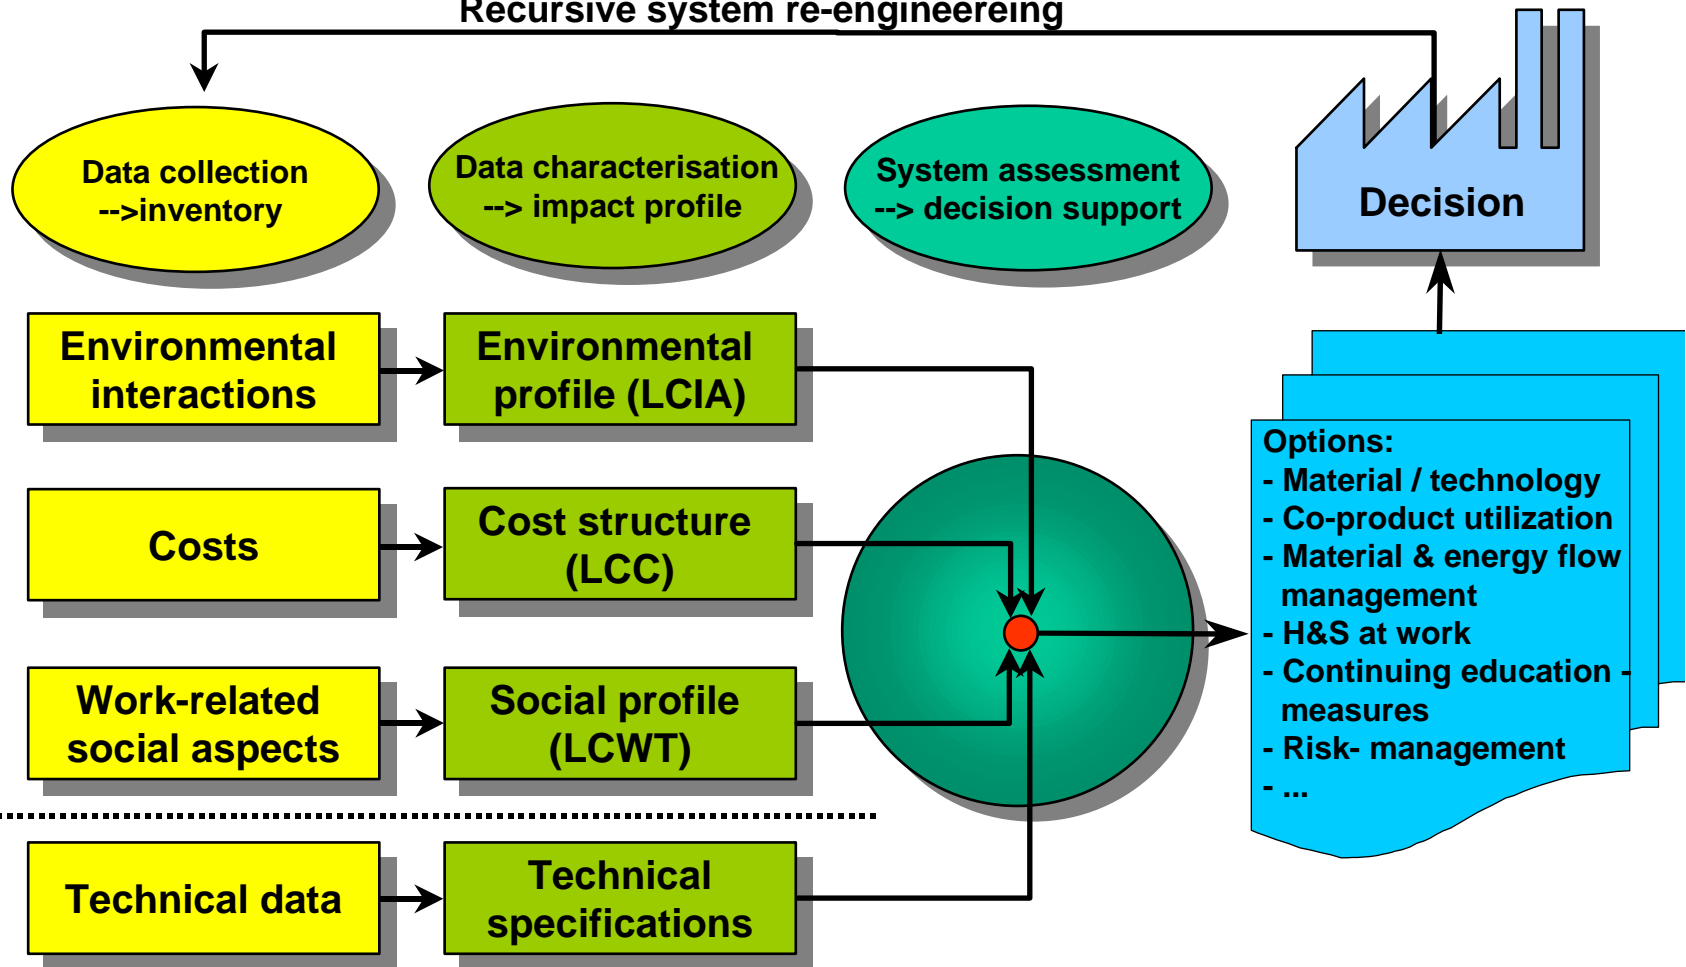 Recursive system re-engineereing
Data collection
-->inventory
Data characterisation
--> impact profile
System assessment
--> decision support
Decision
Environmental
interactions
Environmental
profile (LCIA)
Costs
Cost structure
(LCC)
Work-related
social aspects
Social profile
(LCWT)
Technical data
Technical
specifications
Options:
- Material / technology
- Co-product utilization
- Material & energy flow
management
- H&S at work
- Continuing education -
measures
- Risk- management
- ...